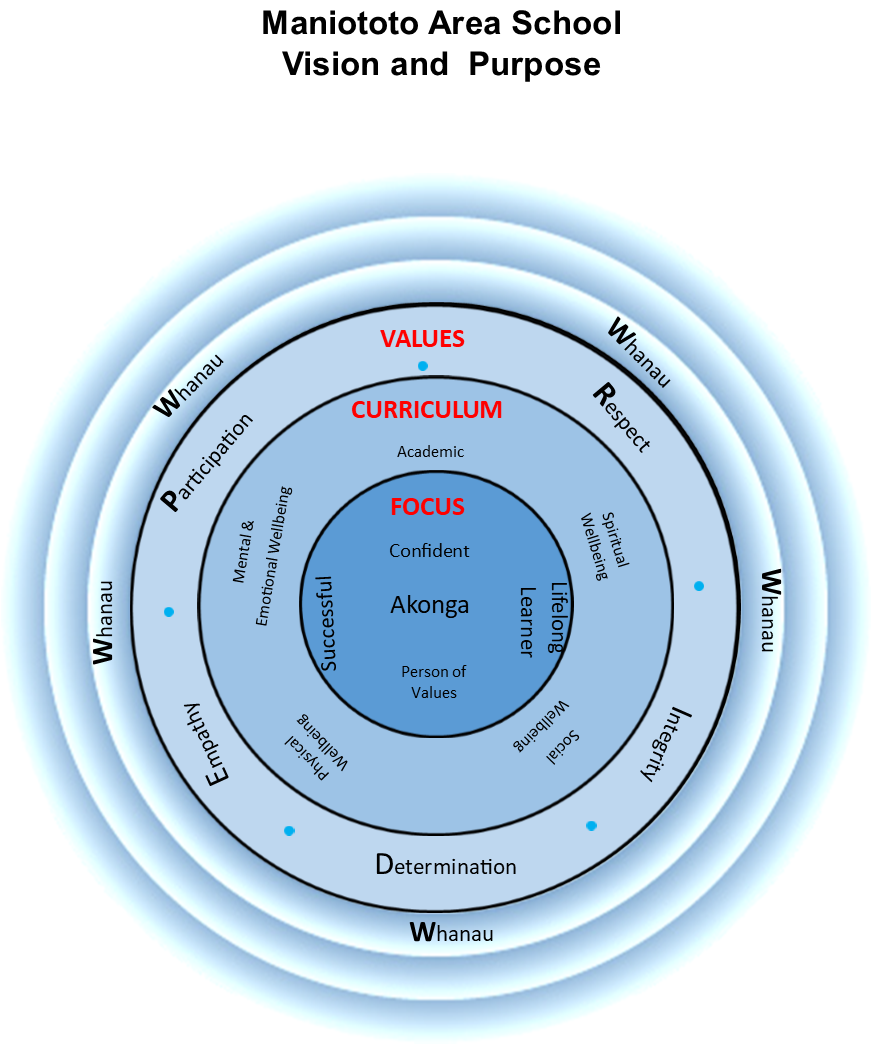 Maniototo Area School
Vision and Purpose
Whanau
Whanau
VALUES
Respect
Participation
CURRICULUM
Academic
Mental &
Emotional Wellbeing
Spiritual
Wellbeing
FOCUS
Confident
Successful
Akonga
Lifelong
Learner
Person of
Values
Whanau
Whanau
Physical
Wellbeing
Social
Wellbeing
Empathy
Integrity
Determination
Whanau